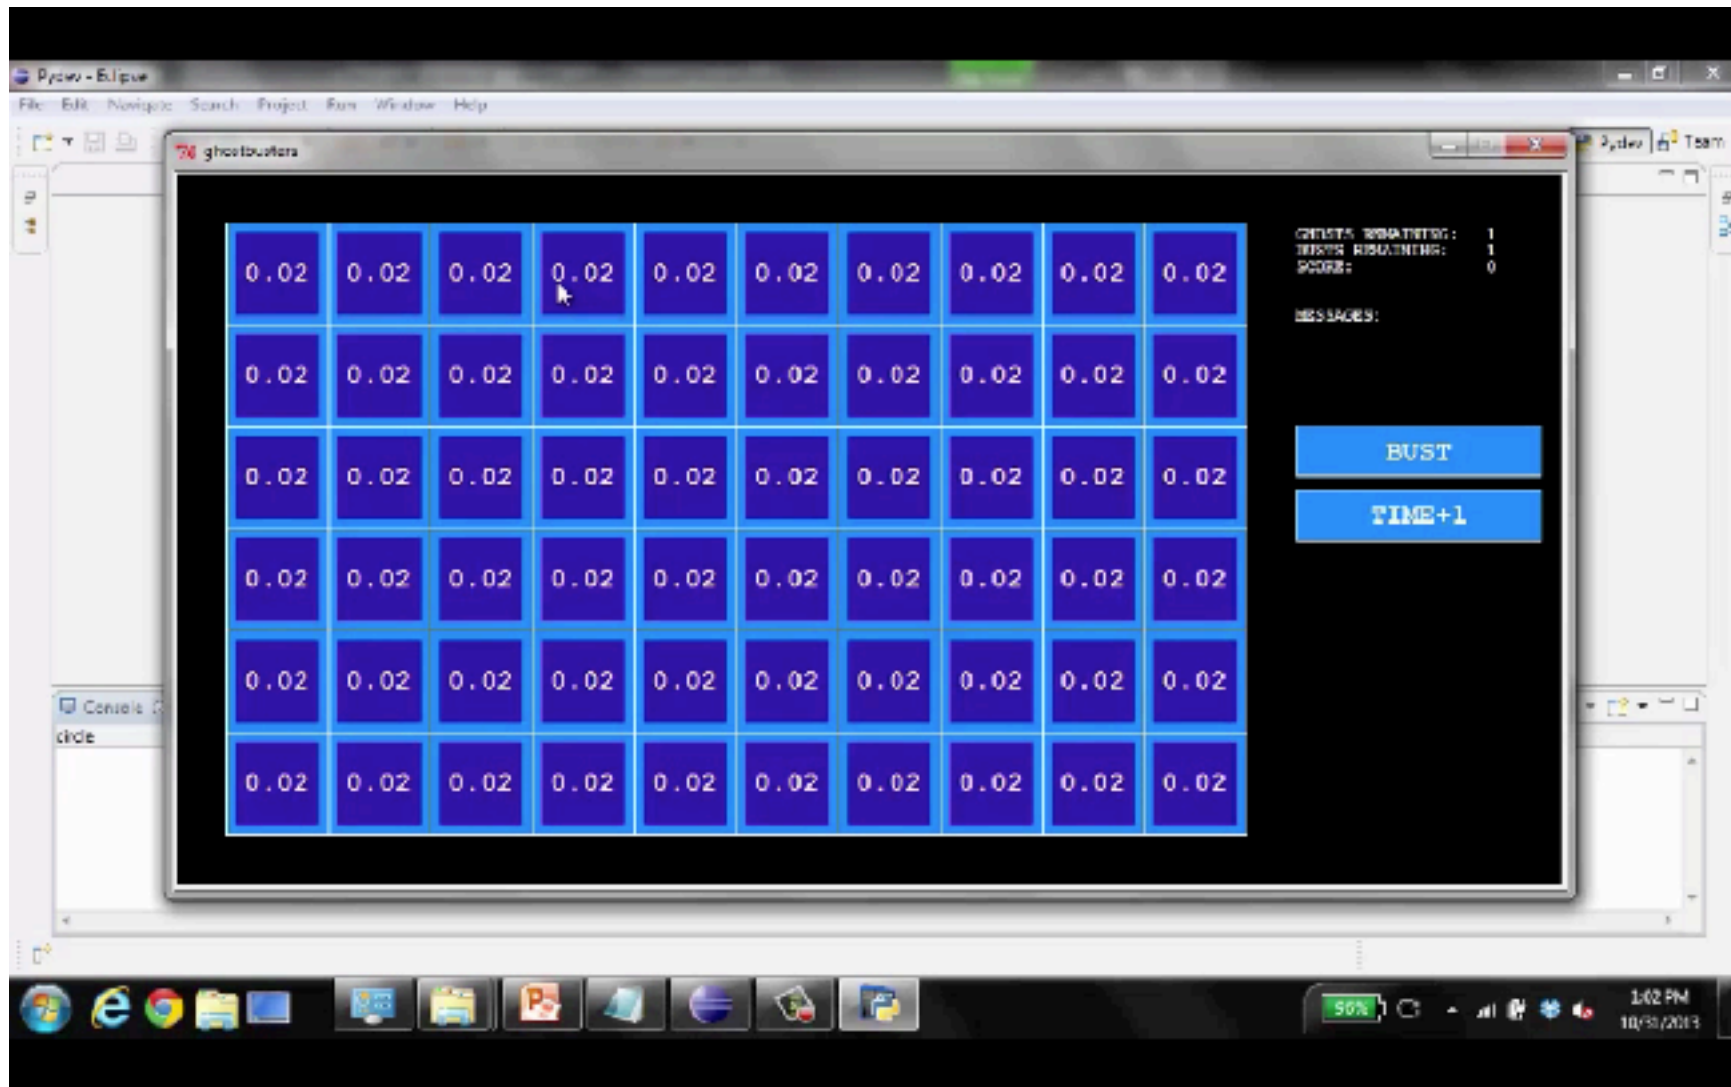 Pydev - Eclipse
File Edit Navigate Search Project Run Window Help
Pydev Team
ghostbusters
0.02 0.02 0.02 0.02 0.02 0.02 0.02 0.02 0.02 0.02
0.02 0.02 0.02 0.02 0.02 0.02 0.02 0.02 0.02 0.02
0.02 0.02 0.02 0.02 0.02 0.02 0.02 0.02 0.02 0.02
0.02 0.02 0.02 0.02 0.02 0.02 0.02 0.02 0.02 0.02
0.02 0.02 0.02 0.02 0.02 0.02 0.02 0.02 0.02 0.02
0.02 0.02 0.02 0.02 0.02 0.02 0.02 0.02 0.02 0.02
GHOSTS REMAINING: 1
BUSTS REMAINING: 1
SCORE: 0
MESSAGES:
BUST
TIME+1
Console
circle
96%
1:02 PM
10/31/2013